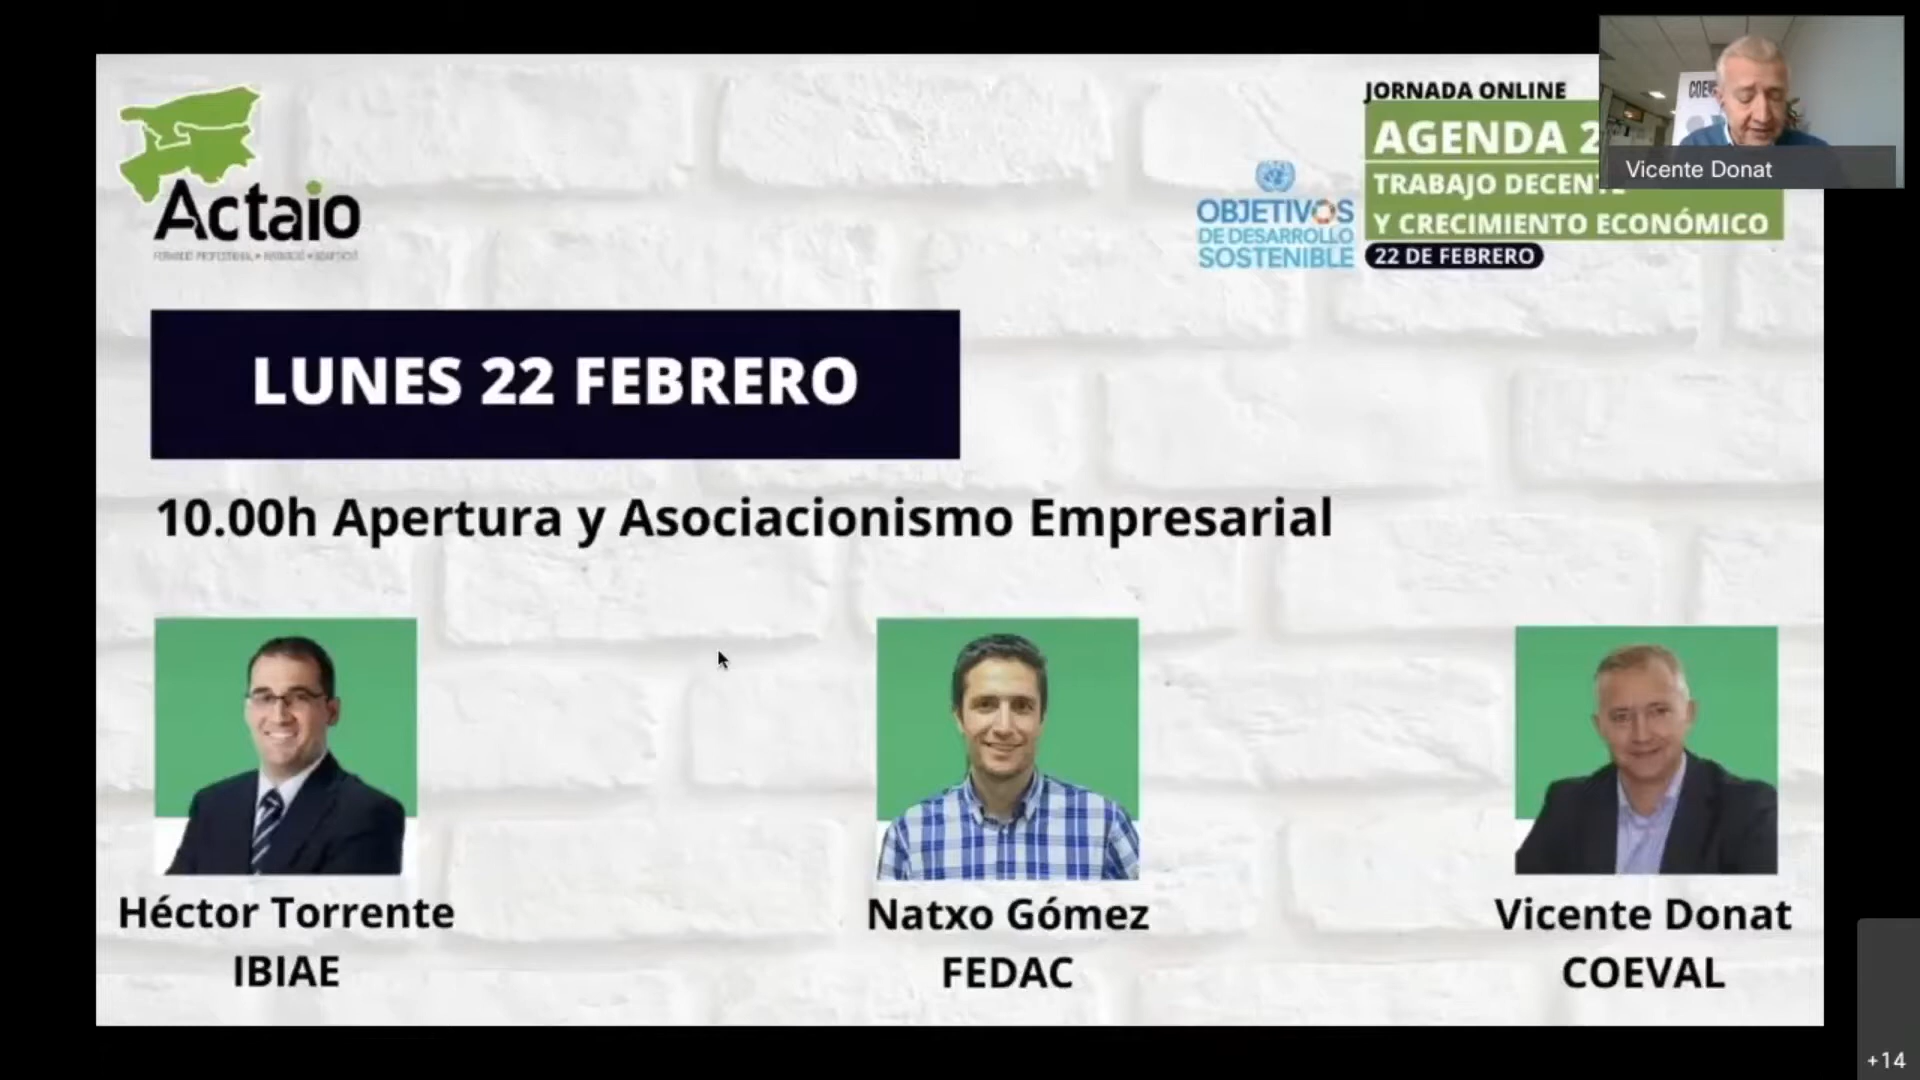 Actaio
JORNADA ONLINE
AGENDA 2
TRABAJO DECENTE
Y CRECIMIENTO ECONÓMICO
22 DE FEBRERO
OBJETIVOS
DE DESARROLLO
SOSTENIBLE
Vicente Donat
LUNES 22 FEBRERO
10.00h Apertura y Asociacionismo Empresarial
Héctor Torrente
IBIAE
Natxo Gómez
FEDAC
Vicente Donat
COEVAL
+14